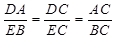 DA/EB = DC/EC = AC/BC